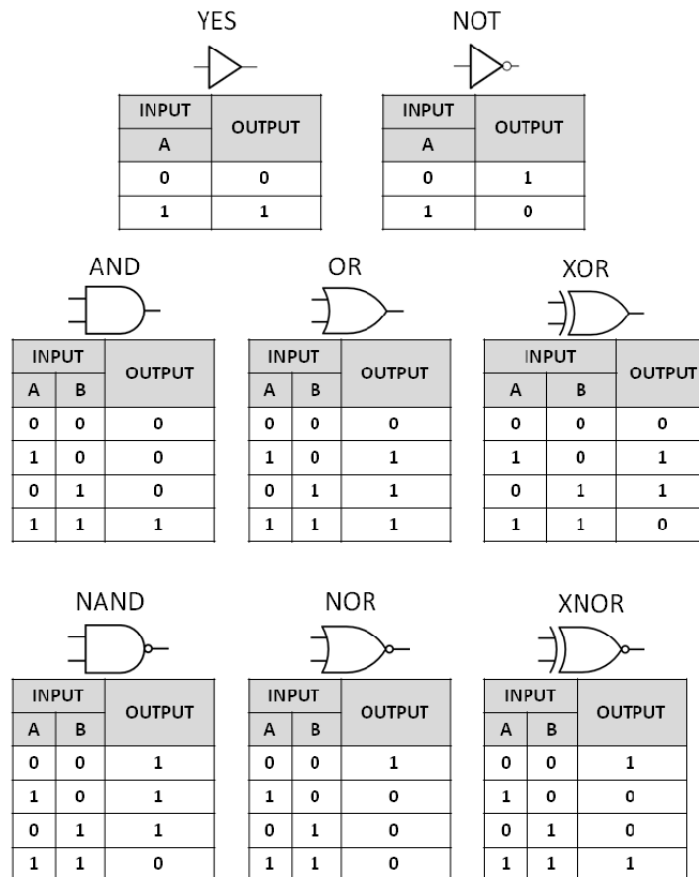 YES NOT
INPUT OUTPUT INPUT OUTPUT
A A
0 0 0 1
1 1 1 0
AND OR XOR
INPUT OUTPUT INPUT OUTPUT INPUT OUTPUT
A B A B A B
0 0 0 0 0 0 0 0 0
1 0 0 1 0 1 1 0 1
0 1 0 0 1 1 0 1 1
1 1 1 1 1 1 1 1 0
NAND NOR XNOR
INPUT OUTPUT INPUT OUTPUT INPUT OUTPUT
A B A B A B
0 0 1 0 0 1 0 0 1
1 0 1 1 0 0 1 0 0
0 1 1 0 1 0 0 1 0
1 1 0 1 1 0 1 1 1